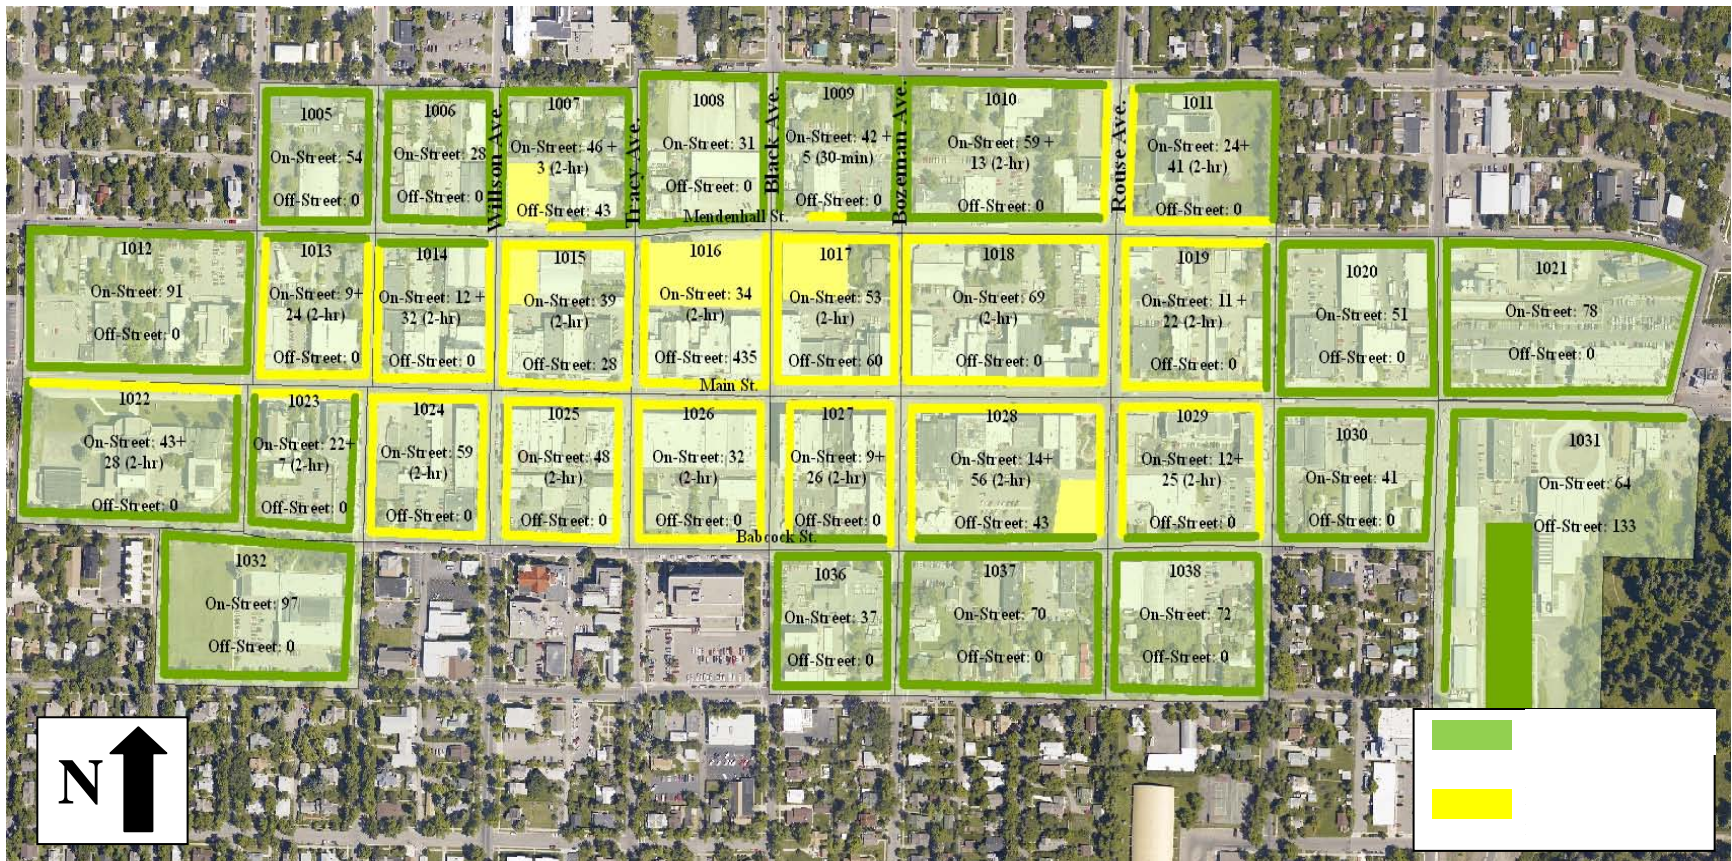 1005
On-Street: 54
Off-Street: 0
1006
On-Street: 28
Off-Street: 0
Willson Ave.
1007
On-Street: 46 +
3 (2-hr)
Off-Street: 43
Tracy Ave.
1008
On-Street: 31
Off-Street: 0
Black Ave.
1009
On-Street: 42 +
5 (30-min)
Off-Street: 0
Bozeman Ave.
1010
On-Street: 59 +
13 (2-hr)
Off-Street: 0
Rouse Ave.
1011
On-Street: 24+
41 (2-hr)
Off-Street: 0
Mendenhall St.
1012
On-Street: 91
Off-Street: 0
1013
On-Street: 9+
24 (2-hr)
Off-Street: 0
1014
On-Street: 12 +
32 (2-hr)
Off-Street: 0
1015
On-Street: 39
(2-hr)
Off-Street: 28
1016
On-Street: 34
(2-hr)
Off-Street: 435
1017
On-Street: 53
(2-hr)
Off-Street: 60
1018
On-Street: 69
(2-hr)
Off-Street: 0
1019
On-Street: 11 +
22 (2-hr)
Off-Street: 0
1020
On-Street: 51
Off-Street: 0
1021
On-Street: 78
Off-Street: 0
Main St.
1022
On-Street: 43+
28 (2-hr)
Off-Street: 0
1023
On-Street: 22+
7 (2-hr)
Off-Street: 0
1024
On-Street: 59
(2-hr)
Off-Street: 0
1025
On-Street: 48
(2-hr)
Off-Street: 0
1026
On-Street: 32
(2-hr)
Off-Street: 0
1027
On-Street: 9+
26 (2-hr)
Off-Street: 0
1028
On-Street: 14+
56 (2-hr)
Off-Street: 43
1029
On-Street: 12+
25 (2-hr)
Off-Street: 0
1030
On-Street: 41
Off-Street: 0
1031
On-Street: 64
Off-Street: 133
Babcock St.
1032
On-Street: 97
Off-Street: 0
1036
On-Street: 37
Off-Street: 0
1037
On-Street: 70
Off-Street: 0
1038
On-Street: 72
Off-Street: 0
N